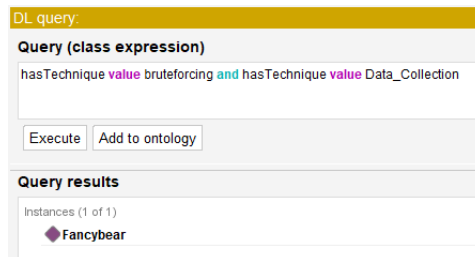 DL query:
Query (class expression)
hasTechnique value bruteforcing and hasTechnique value Data_Collection
Execute Add to ontology
Query results
Instances (1 of 1)
Fancybear